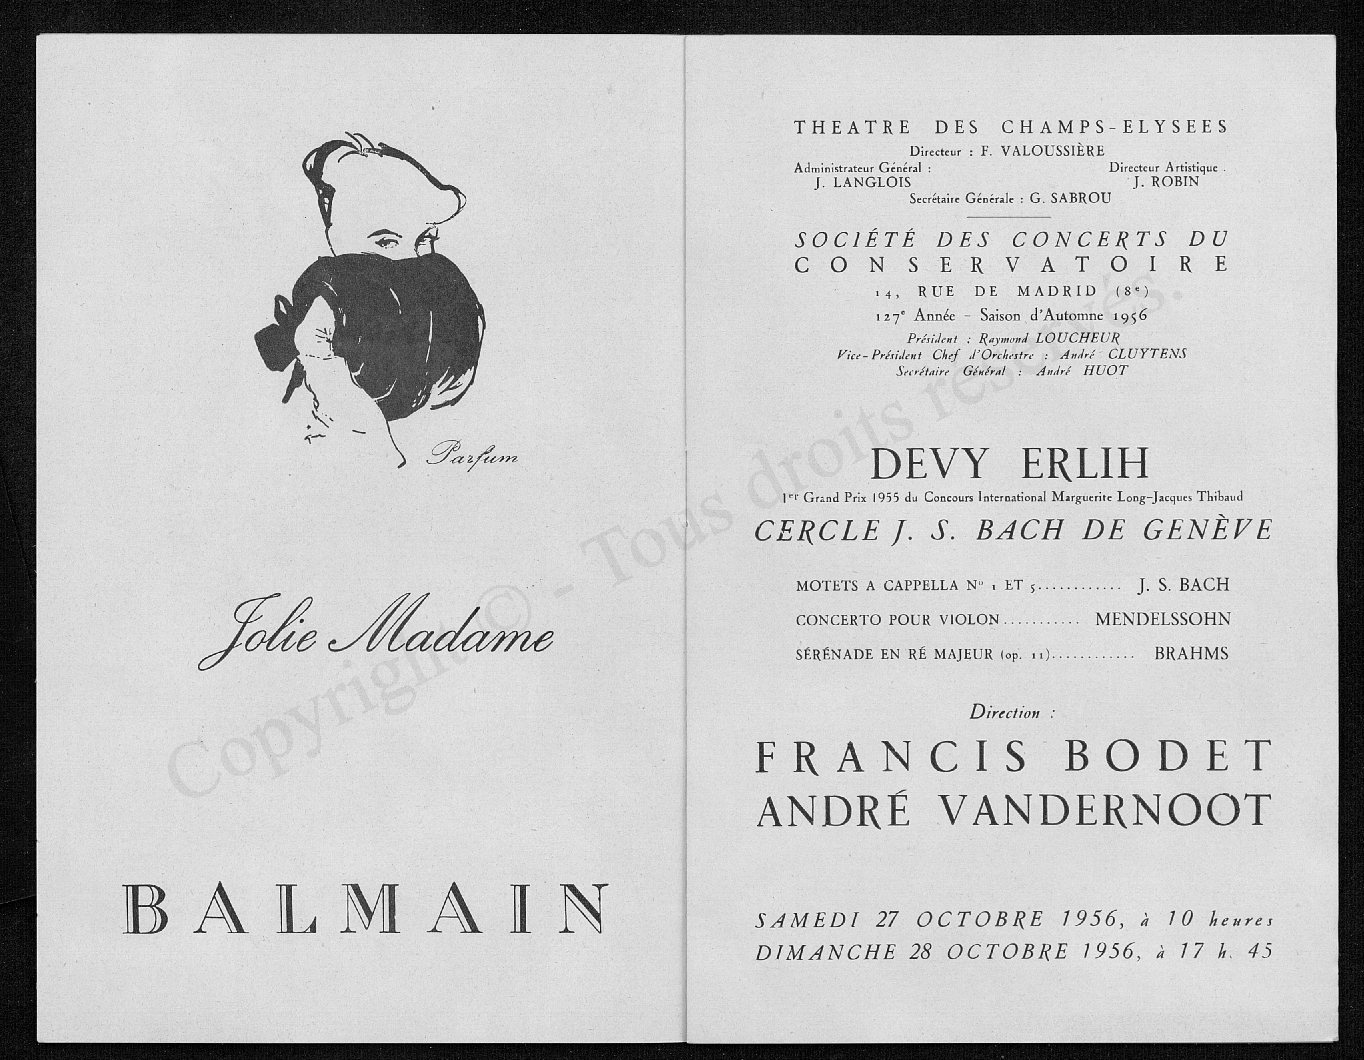 Parfum
Jolie Madame
BALMAIN
THEATRE DES CHAMPS-ELYSEES
Directeur : F. VALOUSSIÈRE
Administrateur Général : Directeur Artistique .
J. LANGLOIS J. ROBIN
Secrétaire Générale : G. SABROU
SOCIÉTÉ DES CONCERTS DU
CONSERVATOIRE
14, RUE DE MADRID (8e)
127e Année - Saison d'Automne 1956
Président : Raymond LOUCHEUR
Vice-Président Chef d'Orchestre : André CLUYTENS
Secrétaire Général : André HUOT
DEVY ERLIH
1er Grand Prix 1955 du Concours International Marguerite Long-Jacques Thibaud
CERCLE J. S. BACH DE GENÈVE
MOTETS A CAPPELLA No 1 ET 5............ J. S. BACH
CONCERTO POUR VIOLON........... MENDELSSOHN
SÉRÉNADE EN RÉ MAJEUR (op. 11)............ BRAHMS
Direction :
FRANCIS BODET
ANDRÉ VANDERNOOT
SAMEDI 27 OCTOBRE 1956, à 10 heures
DIMANCHE 28 OCTOBRE 1956, à 17 h. 45
Copyright © - Tous droits réservés.